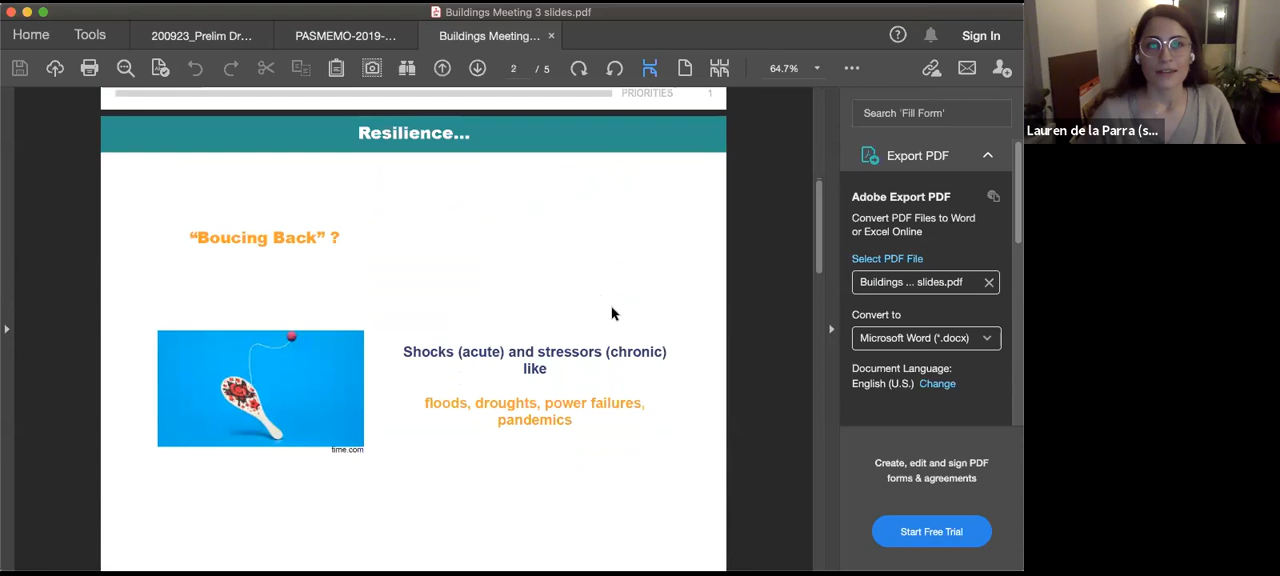 Buildings Meeting 3 slides.pdf
Home
Tools
200923_Prelim Dr...
PASMEMO-2019-...
Buildings Meeting...
Sign In
2 / 5
64.7%
PRIORITIES 1
Resilience...
“Boucing Back” ?
time.com
Shocks (acute) and stressors (chronic)
like
floods, droughts, power failures,
pandemics
Search 'Fill Form'
Export PDF
Adobe Export PDF
Convert PDF Files to Word
or Excel Online
Select PDF File
Buildings ... slides.pdf
Convert to
Microsoft Word (*.docx)
Document Language:
English (U.S.) Change
Create, edit and sign PDF
forms & agreements
Start Free Trial
Lauren de la Parra (s...